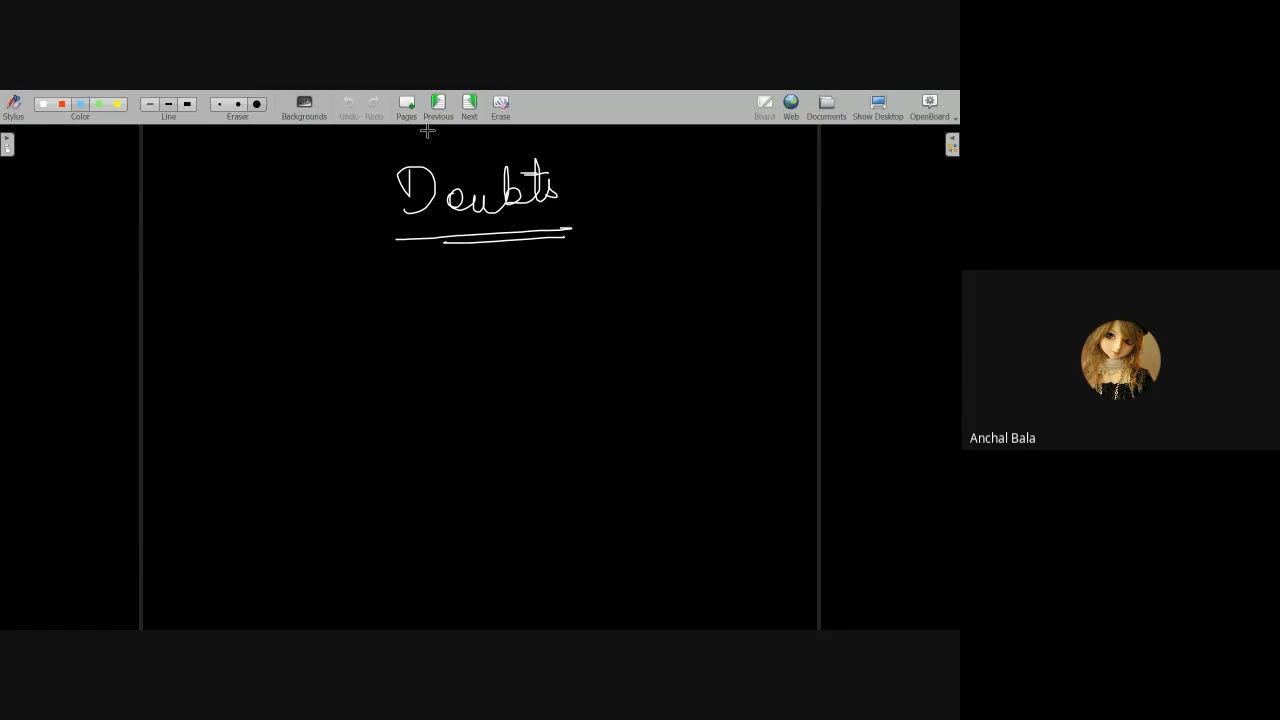 Stylus Color Line Eraser Backgrounds Undo Redo Pages Previous Next Erase Board Web Documents Show Desktop OpenBoard
Doubts
Anchal Bala